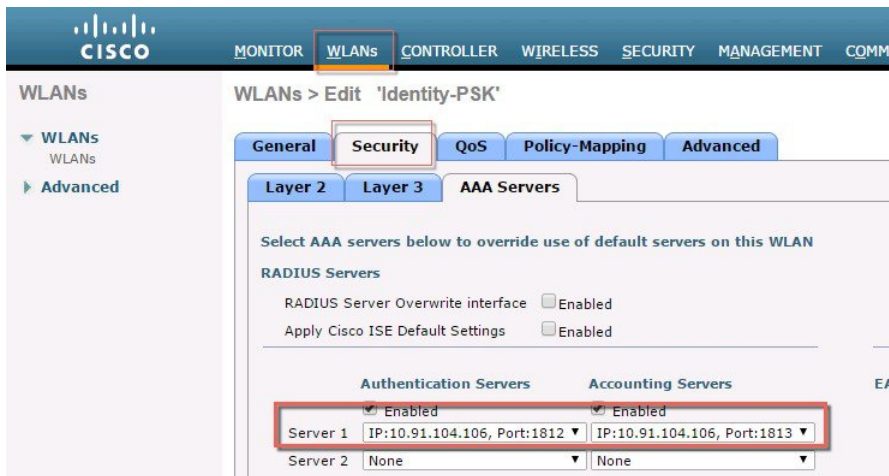 CISCO
MONITOR WLANs CONTROLLER WIRELESS SECURITY MANAGEMENT COMM
WLANs
WLANs
WLANs
Advanced
WLANs > Edit 'Identity-PSK'
General Security QoS Policy-Mapping Advanced
Layer 2 Layer 3 AAA Servers
Select AAA servers below to override use of default servers on this WLAN
RADIUS Servers
RADIUS Server Overwrite interface Enabled
Apply Cisco ISE Default Settings Enabled
Authentication Servers Accounting Servers EA
Enabled Enabled
Server 1 IP:10.91.104.106, Port:1812 IP:10.91.104.106, Port:1813
Server 2 None None